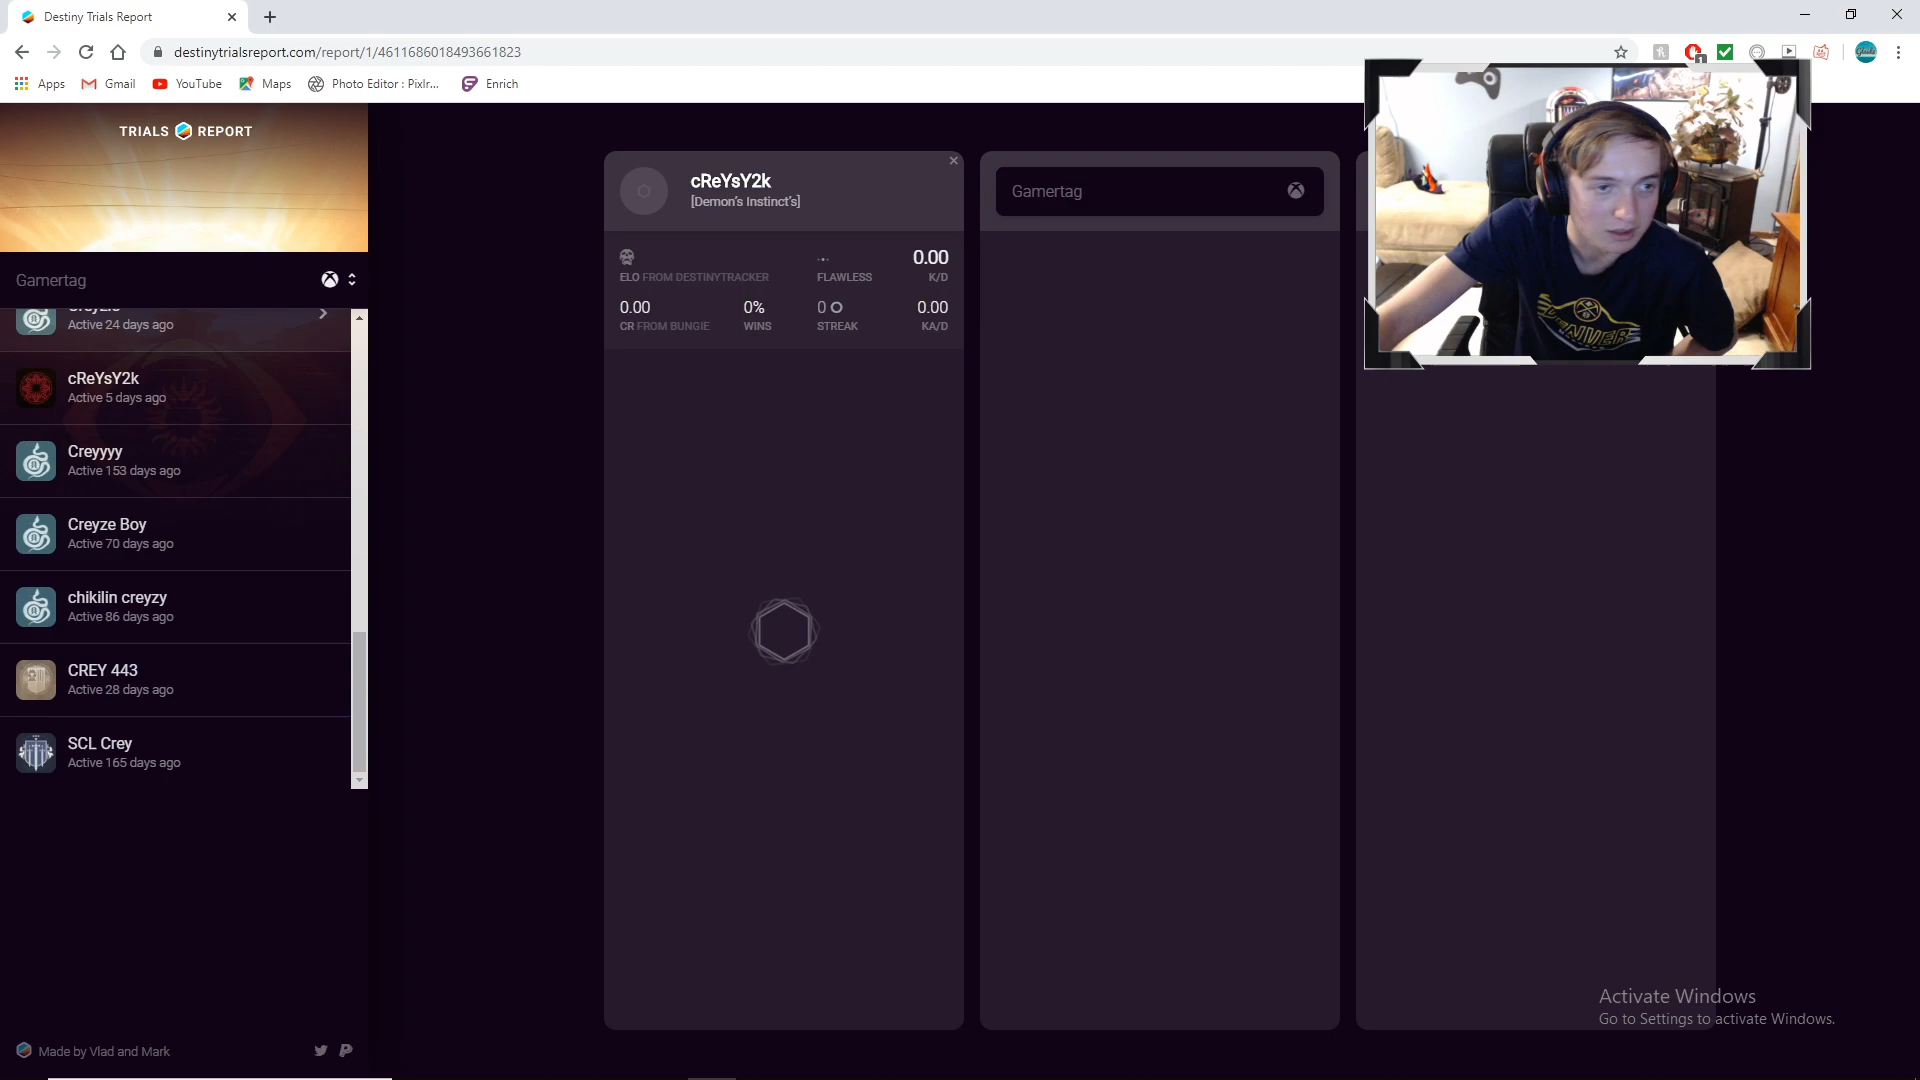 Destiny Trials Report
destinytrialsreport.com/report/1/4611686018493661823
1
Apps
Gmail
YouTube
Maps
Photo Editor : Pixlr...
Enrich
TRIALS REPORT
Gamertag
Active 24 days ago
cReYsY2k
Active 5 days ago
Creyyyy
Active 153 days ago
Creyze Boy
Active 70 days ago
chikilin creyzy
Active 86 days ago
CREY 443
Active 28 days ago
SCL Crey
Active 165 days ago
Made by Vlad and Mark
cReYsY2k
[Demon's Instinct's]
0.00
ELO FROM DESTINYTRACKER
FLAWLESS
K/D
0.00
0%
0
0.00
CR FROM BUNGIE
WINS
STREAK
KA/D
Gamertag
DENVER
Activate Windows
Go to Settings to activate Windows.